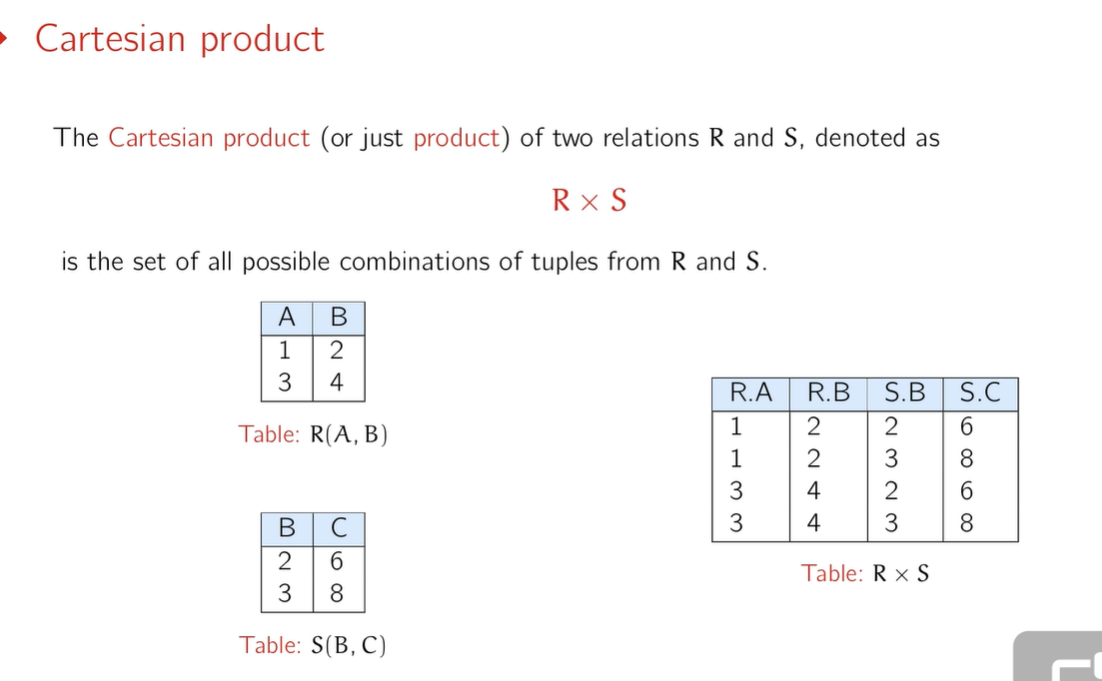 Cartesian product
The Cartesian product (or just product) of two relations R and S, denoted as
R × S
is the set of all possible combinations of tuples from R and S.
A B
1 2
3 4
Table: R(A, B)
B C
2 6
3 8
Table: S(B, C)
R.A R.B S.B S.C
1 2 2 6
1 2 3 8
3 4 2 6
3 4 3 8
Table: R × S